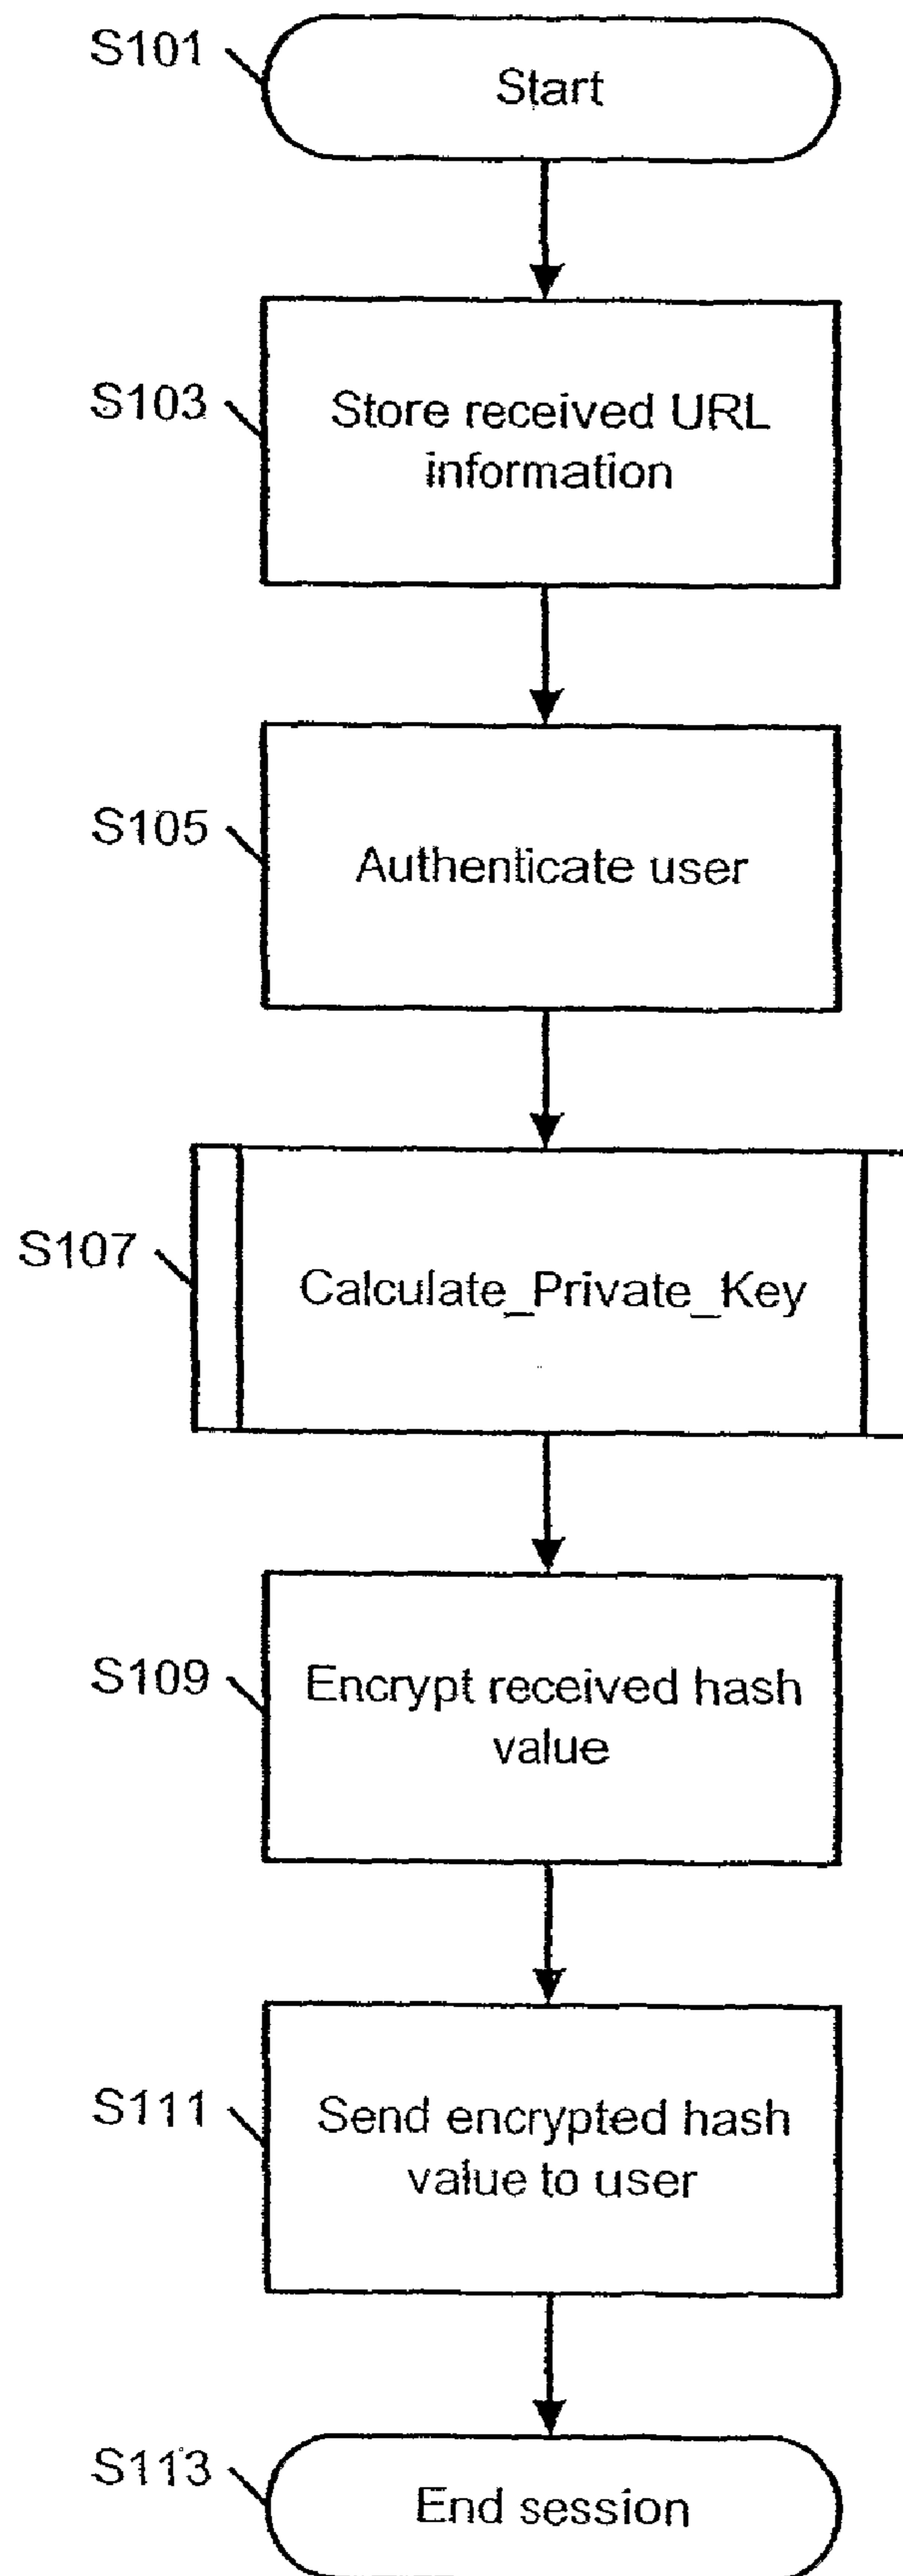 S101
Start
S103
Store received URL
information
S105
Authenticate user
S107
Calculate_Private_Key
S109
Encrypt received hash
value
S111
Send encrypted hash
value to user
S113
End session